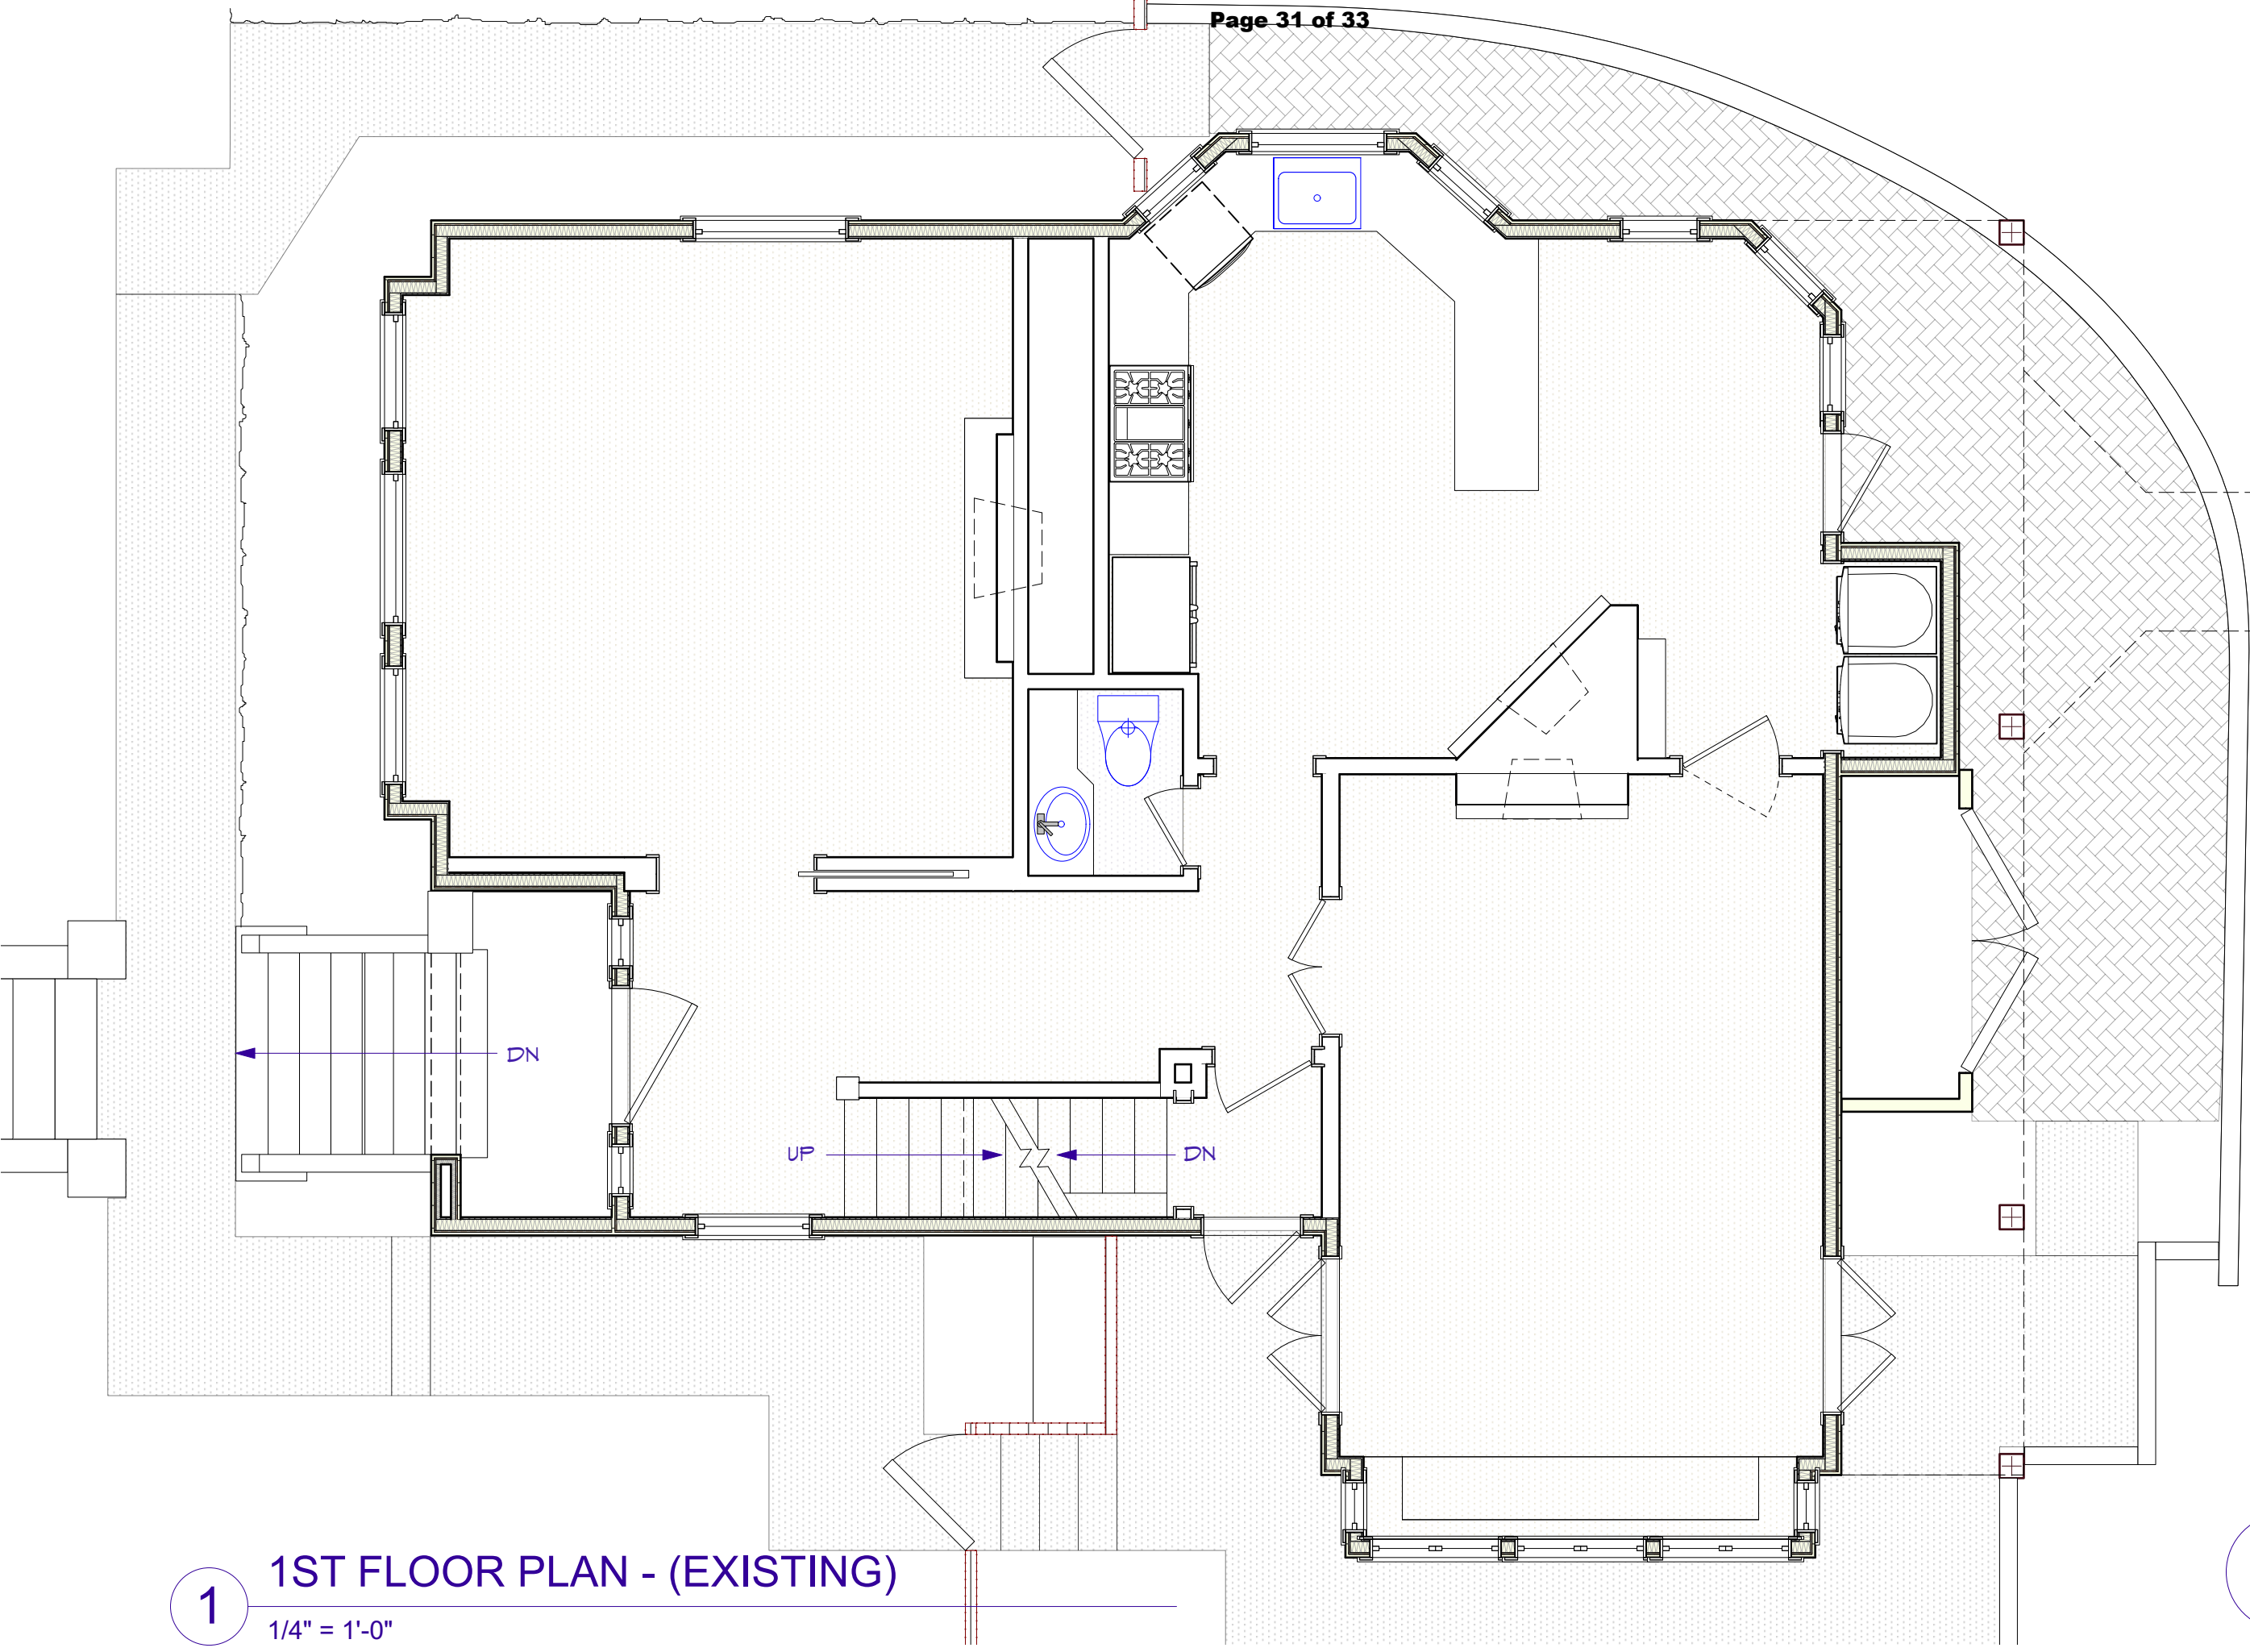 Page 31 of 33
DN
UP
DN
1
1ST FLOOR PLAN - (EXISTING)
1/4" = 1'-0"